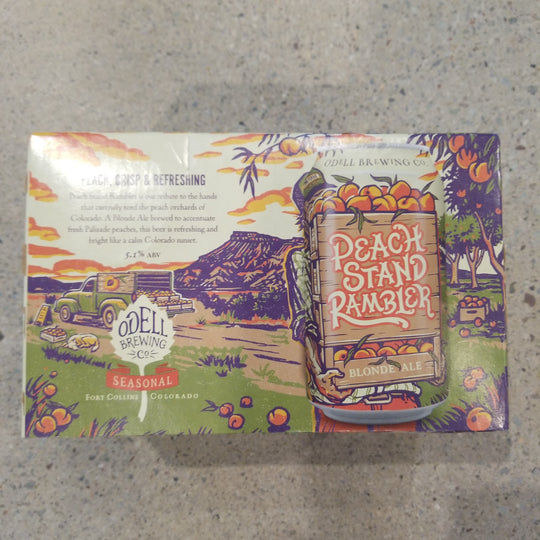 PEACH, CRISP & REFRESHING
Peach Stand Rambler is our tribute to the hands
that carefully tend the peach orchards of
Colorado. A Blonde Ale brewed to accentuate
fresh Palisade peaches, this beer is refreshing and
bright like a calm Colorado sunset.
5.1% ABV
ODELL
BREWING
CO.
SEASONAL
FORT COLLINS COLORADO
ODELL BREWING CO.
PEACH
STAND
RAMBLER
BLONDE ALE